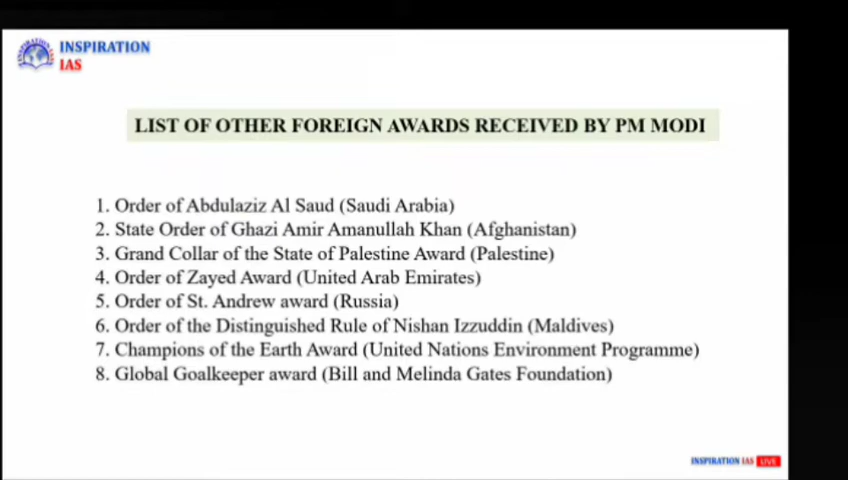 INSPIRATION
IAS
LIST OF OTHER FOREIGN AWARDS RECEIVED BY PM MODI
1. Order of Abdulaziz Al Saud (Saudi Arabia)
2. State Order of Ghazi Amir Amanullah Khan (Afghanistan)
3. Grand Collar of the State of Palestine Award (Palestine)
4. Order of Zayed Award (United Arab Emirates)
5. Order of St. Andrew award (Russia)
6. Order of the Distinguished Rule of Nishan Izzuddin (Maldives)
7. Champions of the Earth Award (United Nations Environment Programme)
8. Global Goalkeeper award (Bill and Melinda Gates Foundation)
INSPIRATION IAS LIVE